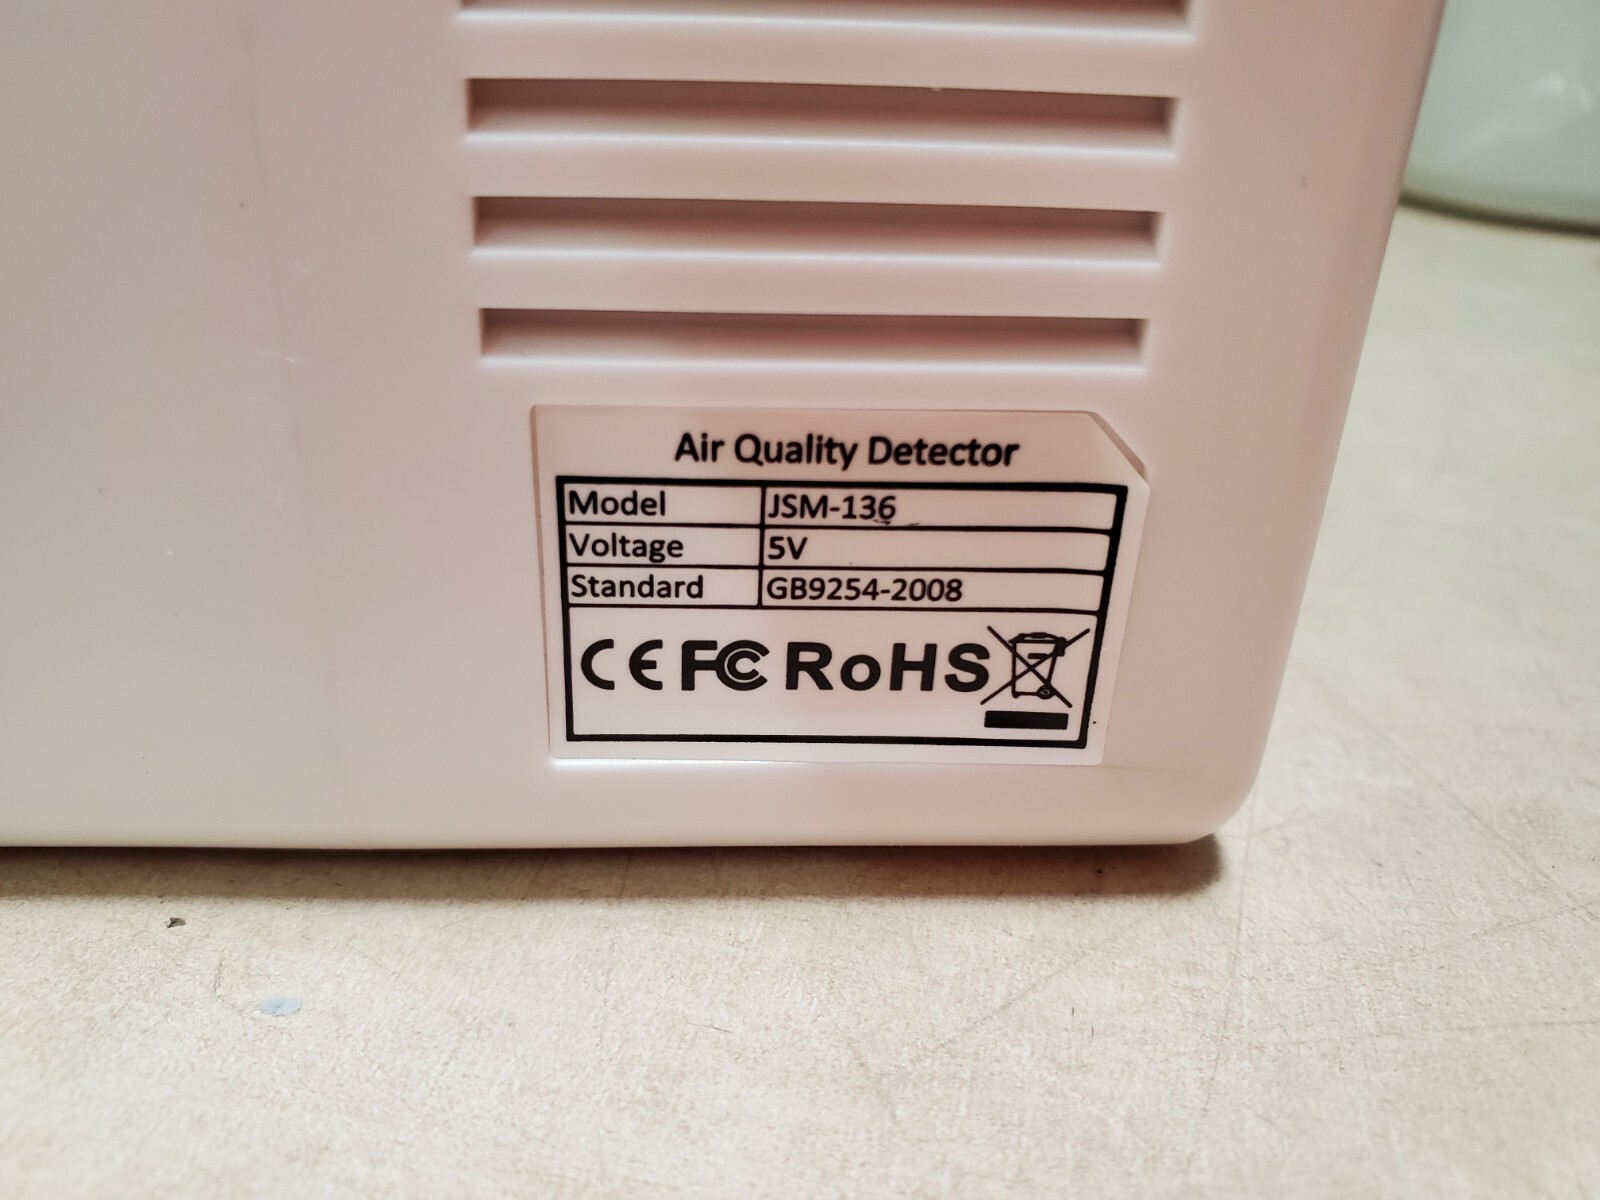 Air Quality Detector
Model JSM-136
Voltage 5V
Standard GB9254-2008
CE FC RoHS